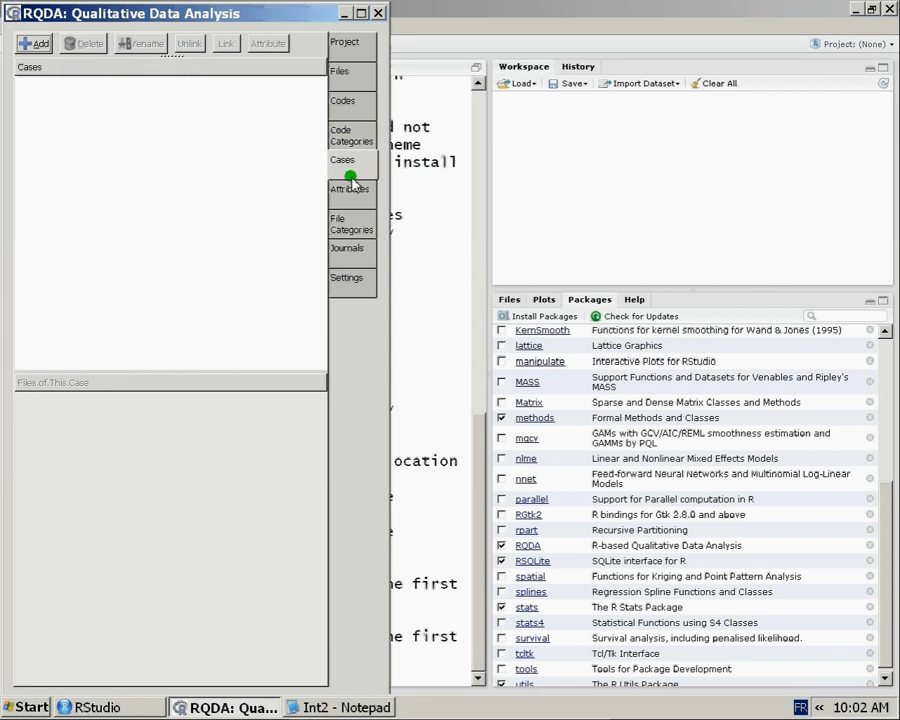 RQDA: Qualitative Data Analysis
Add Delete rename Unlink Link Attribute
Cases
Files.of.This.Case
Project
Files
Codes
Code
Categories
Cases
Attributes
File
Categories
Journals
Settings
d not
eme
install
es
ocation
e
e
e first
e first
Project: (None)
Workspace History
Load Save Import Dataset Clear All
Files Plots Packages Help
Install Packages Check for Updates
KernSmooth Functions for kernel smoothing for Wand & Jones (1995)
lattice Lattice Graphics
manipulate Interactive Plots for RStudio
MASS Support Functions and Datasets for Venables and Ripley's
MASS
Matrix Sparse and Dense Matrix Classes and Methods
methods Formal Methods and Classes
mgcv GAMs with GCV/AIC/REML smoothness estimation and
GAMMs by PQL
nlme Linear and Nonlinear Mixed Effects Models
nnet Feed-forward Neural Networks and Multinomial Log-Linear
Models
parallel Support for Parallel computation in R
RGtk2 R bindings for Gtk 2.8.0 and above
rpart Recursive Partitioning
RQDA R-based Qualitative Data Analysis
RSQLite SQLite interface for R
spatial Functions for Kriging and Point Pattern Analysis
splines Regression Spline Functions and Classes
stats The R Stats Package
stats4 Statistical Functions using S4 Classes
survival Survival analysis, including penalised likelihood.
tcltk Tcl/Tk Interface
tools Tools for Package Development
utils The R Utils Package
Start RStudio RQDA: Qua... Int2 - Notepad FR « 10:02 AM